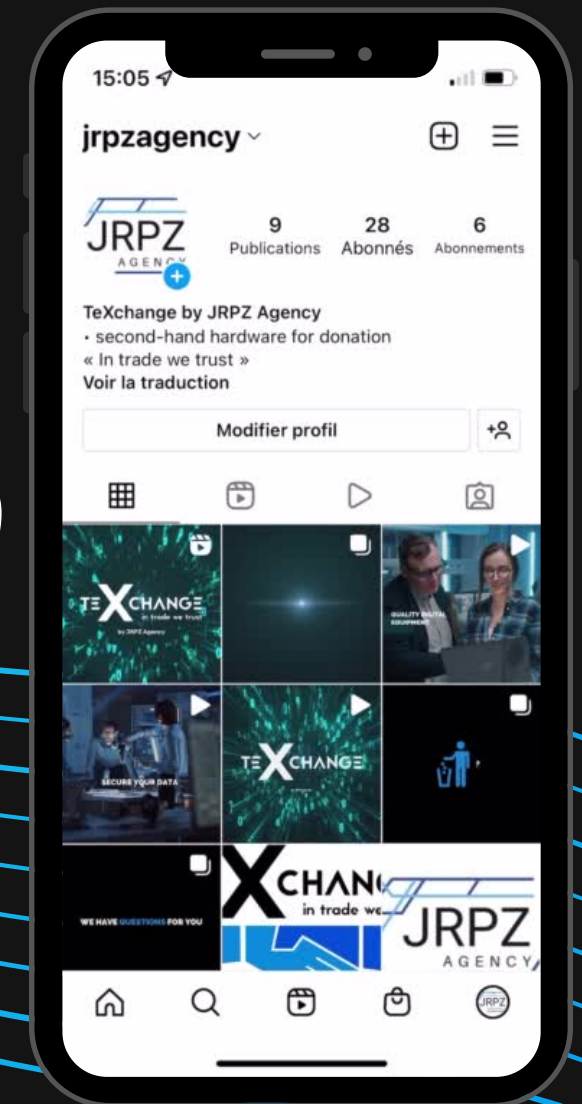 15:05
jrpzagency
JRPZ
AGENCY
9
Publications
28
Abonnés
6
Abonnements
TeXchange by JRPZ Agency
• second-hand hardware for donation
« In trade we trust »
Voir la traduction
Modifier profil
TEXCHANGE
in trade we trust
by JRPZ Agency
QUALITY DIGITAL
EQUIPMENT
SECURE YOUR DATA
TEXCHANGE
WE HAVE QUESTIONS FOR YOU
XCHAN
in trade we
JRPZ
AGENCY
JRPZ